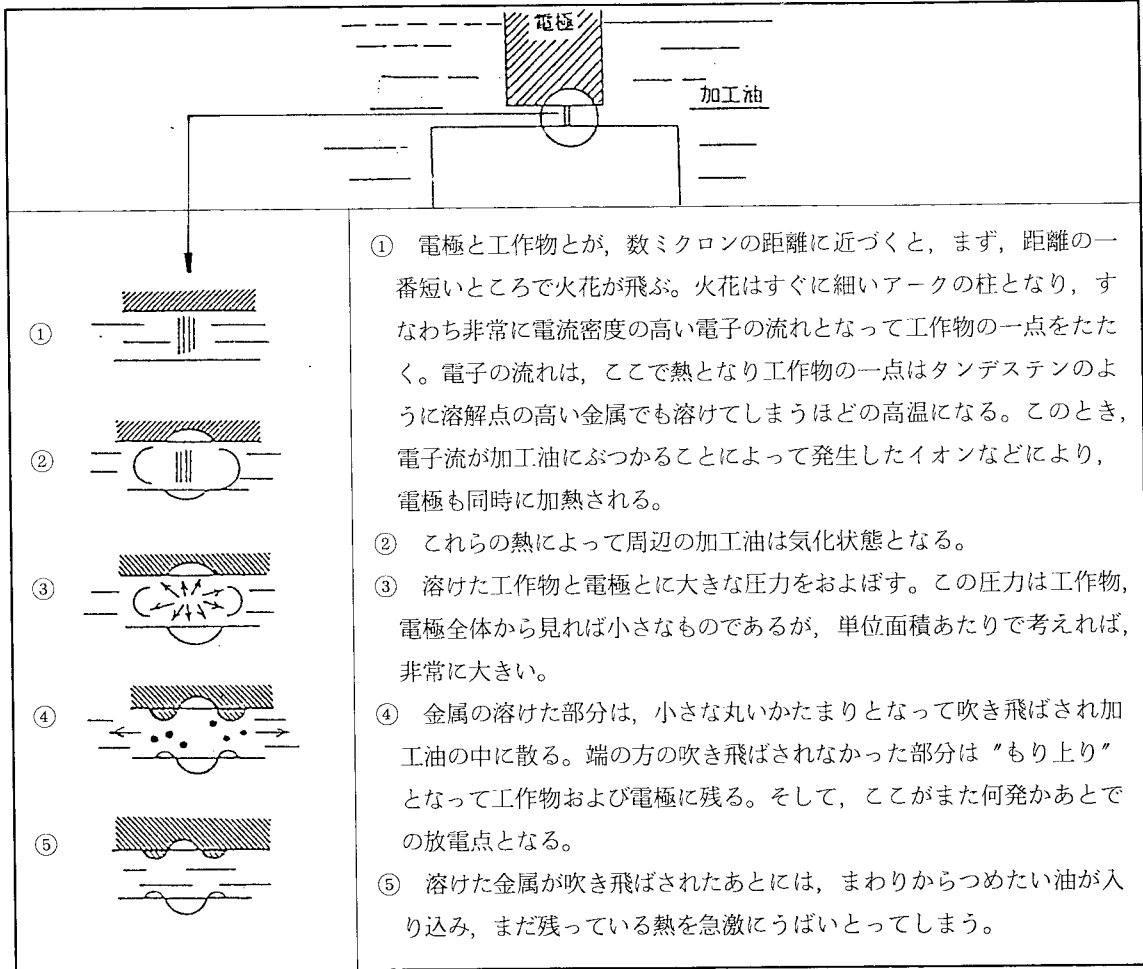 電極
加工油
① 電極と工作物とが，数ミクロンの距離に近づくと，まず，距離の一
番短いところで火花が飛ぶ。火花はすぐに細いアークの柱となり，す
なわち非常に電流密度の高い電子の流れとなって工作物の一点をたた
く。電子の流れは，ここで熱となり工作物の一点はタンデステンのよ
うに溶解点の高い金属でも溶けてしまうほどの高温になる。このとき，
電子流が加工油にぶつかることによって発生したイオンなどにより，
電極も同時に加熱される。
② これらの熱によって周辺の加工油は気化状態となる。
③ 溶けた工作物と電極とに大きな圧力をおよぼす。この圧力は工作物，
電極全体から見れば小さなものであるが，単位面積あたりで考えれば，
非常に大きい。
④ 金属の溶けた部分は，小さな丸いかたまりとなって吹き飛ばされ加
工油の中に散る。端の方の吹き飛ばされなかった部分は〃もり上り〃
となって工作物および電極に残る。そして，ここがまた何発かあとで
の放電点となる。
⑤ 溶けた金属が吹き飛ばされたあとには，まわりからつめたい油が入
り込み，まだ残っている熱を急激にうばいとってしまう。
①
②
③
④
⑤